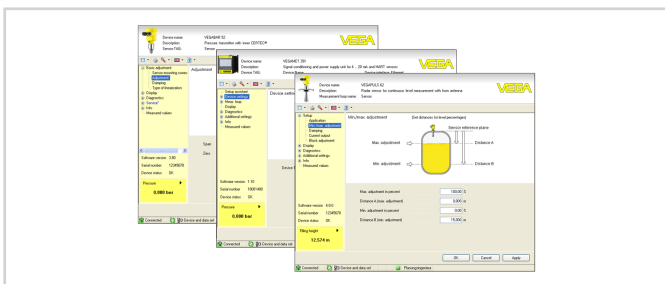 Device name VEGABAR 52
Description Pressure transmitter with inner CERTEC®
Sensor TAG: Sensor
VEGA
Basic adjustment
Sensor mounting correction
Adjustment
Damping
Type of linearization
Display
Diagnostics
Service
Info
Measured values
Adjustment
Span
Zero
Software version 3.80
Serial number 12345678
Device status OK
Pressure
0.000 bar
Connected
Device and data set
Device name VEGAMET 391
Description Signal conditioning and power supply unit for 4 ... 20 mA and HART sensors
Device TAG: Device Name
VEGA
Setup assistant
Device settings
Meas. loop
Display
Diagnostics
Additional settings
Info
Measured values
Device settings
Software version 1.10
Serial number 19001490
Device status OK
Pressure
0.000 bar
Connected
Device and data set
Device name VEGAPULS 62
Description Radar sensor for continuous level measurement with horn antenna
Measurement loop name Sensor
VEGA
Setup
Application
Min./max. adjustment
Damping
Current output
Block adjustment
Display
Diagnostics
Additional settings
Info
Measured values
Min/max. adjustment (Set distances for level percentages)
Sensor reference plane
Max. adjustment
Distance A
Min. adjustment
Distance B
Max. adjustment in percent 100.00 %
Distance A (max. adjustment) 0.000 m
Min. adjustment in percent 0.00 %
Distance B (min. adjustment) 15.000 m
Serial number 12345678
Device status OK
Filling height
12.574 m
OK Cancel Apply
Connected
Device and data set
Planning engineer